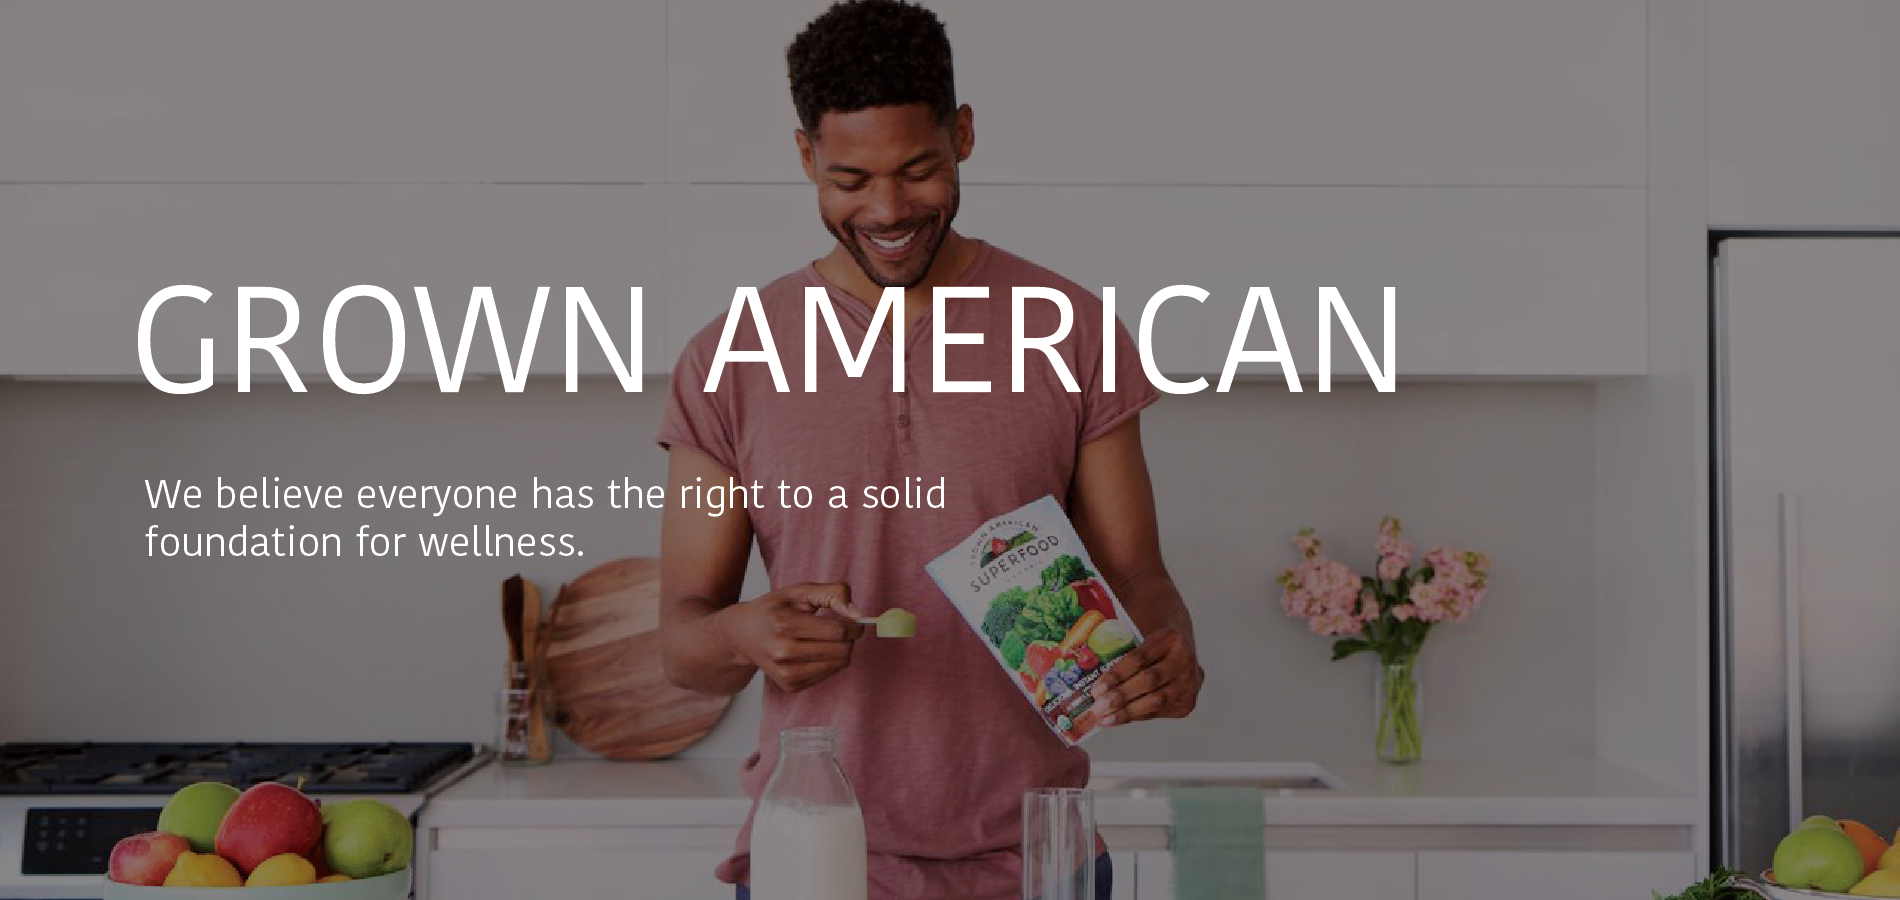 GROWN AMERICAN
We believe everyone has the right to a solid
foundation for wellness.
GROWN AMERICAN
SUPERFOOD